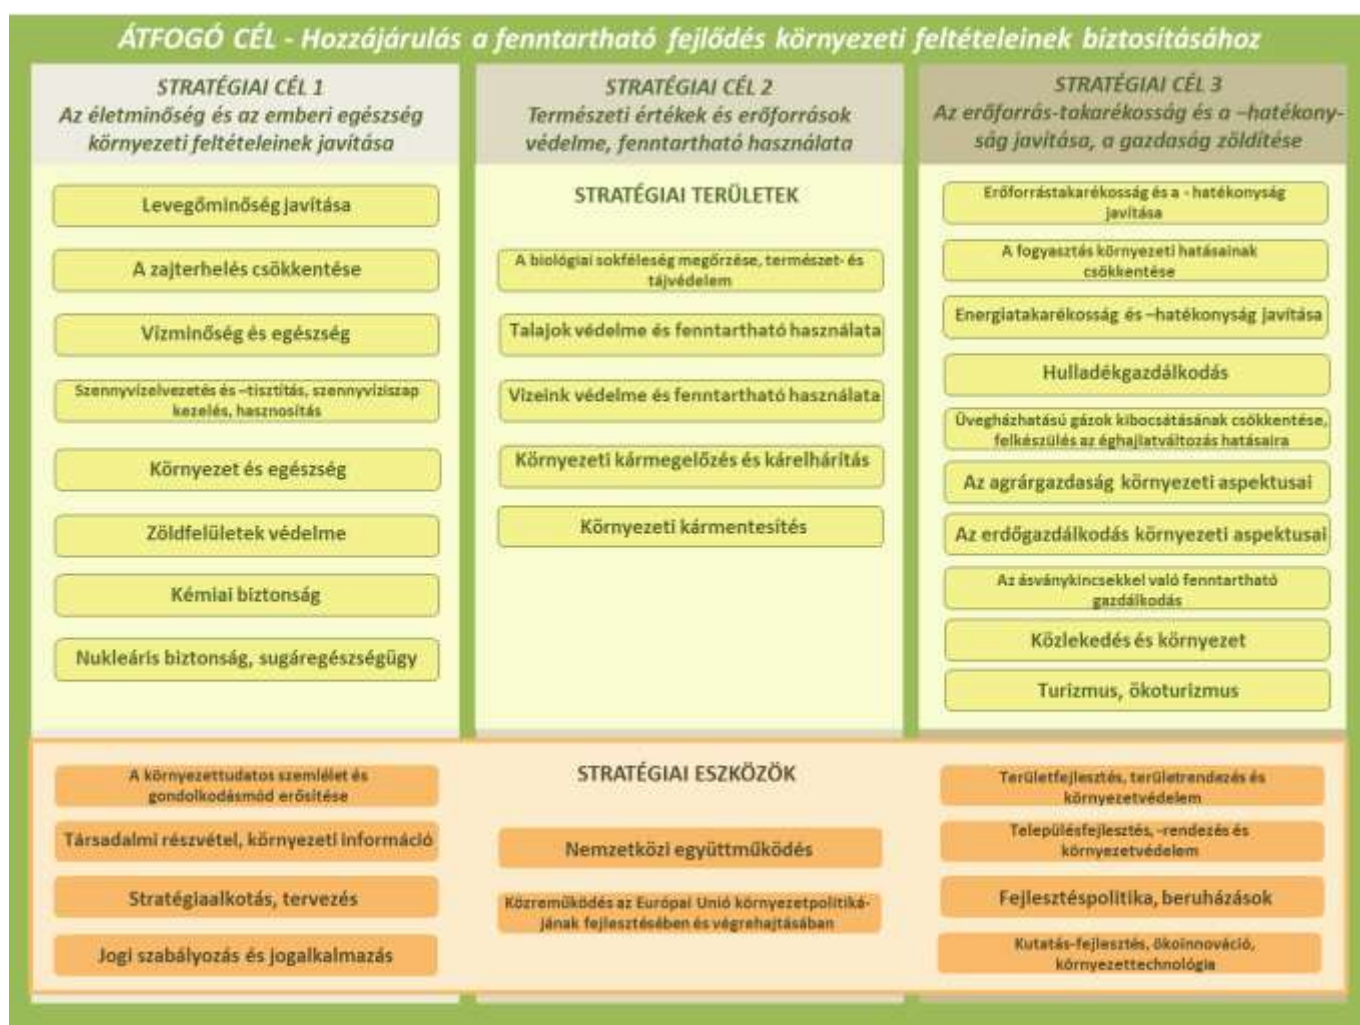 ÁTFOGÓ CÉL - Hozzájárulás a fenntartható fejlődés környezeti feltételeinek biztosításához
STRATÉGIAI CÉL 1
Az életminőség és az emberi egészség
környezeti feltételeinek javítása
STRATÉGIAI CÉL 2
Természeti értékek és erőforrások
védelme, fenntartható használata
STRATÉGIAI CÉL 3
Az erőforrás-takarékosság és a –hatékony-
ság javítása, a gazdaság zöldítése
Levegőminőség javítása
A zajterhelés csökkentése
Vízminőség és egészség
Szennyvízelvezetés és –tisztítás, szennyvíziszap
kezelés, hasznosítás
Környezet és egészség
Zöldfelületek védelme
Kémiai biztonság
Nukleáris biztonság, sugáregészségügy
STRATÉGIAI TERÜLETEK
A biológiai sokféleség megőrzése, természet- és
tájvédelem
Talajok védelme és fenntartható használata
Vizeink védelme és fenntartható használata
Környezeti kármegelőzés és kárelhárítás
Környezeti kármentesítés
Erőforrástakarékosság és a - hatékonyság
javítása
A fogyasztás környezeti hatásainak
csökkentése
Energiatakarékosság és –hatékonyság javítása
Hulladékgazdálkodás
Üvegházhatású gázok kibocsátásának csökkentése,
felkészülés az éghajlatváltozás hatásaira
Az agrárgazdaság környezeti aspektusai
Az erdőgazdálkodás környezeti aspektusai
Az ásványkincsekkel való fenntartható
gazdálkodás
Közlekedés és környezet
Turizmus, ökoturizmus
A környezettudatos szemlélet és
gondolkodásmód erősítése
Társadalmi részvétel, környezeti információ
Stratégiaalkotás, tervezés
Jogi szabályozás és jogalkalmazás
STRATÉGIAI ESZKÖZÖK
Nemzetközi együttműködés
Közreműködés az Európai Unió környezetpolitiká-
jának fejlesztésében és végrehajtásában
Területfejlesztés, területrendezés és
környezetvédelem
Településfejlesztés, –rendezés és
környezetvédelem
Fejlesztéspolitika, beruházások
Kutatás-fejlesztés, ökoinnováció,
környezettechnológia